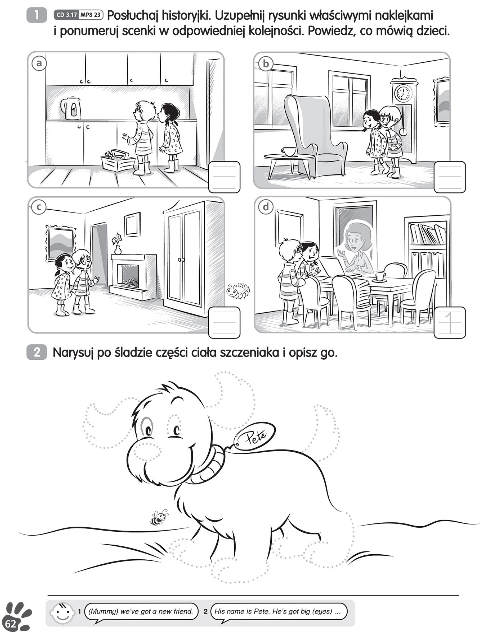 1 CD 3.17 MP3 23 Posłuchaj historyjki. Uzupełnij rysunki właściwymi naklejkami
i ponumeruj scenki w odpowiedniej kolejności. Powiedz, co mówią dzieci.
a
b
c
d
1
2 Narysuj po śladzie części ciała szczeniaka i opisz go.
Pete
62
1 (Mummy) we've got a new friend. 2 His name is Pete. He's got big (eyes) ...